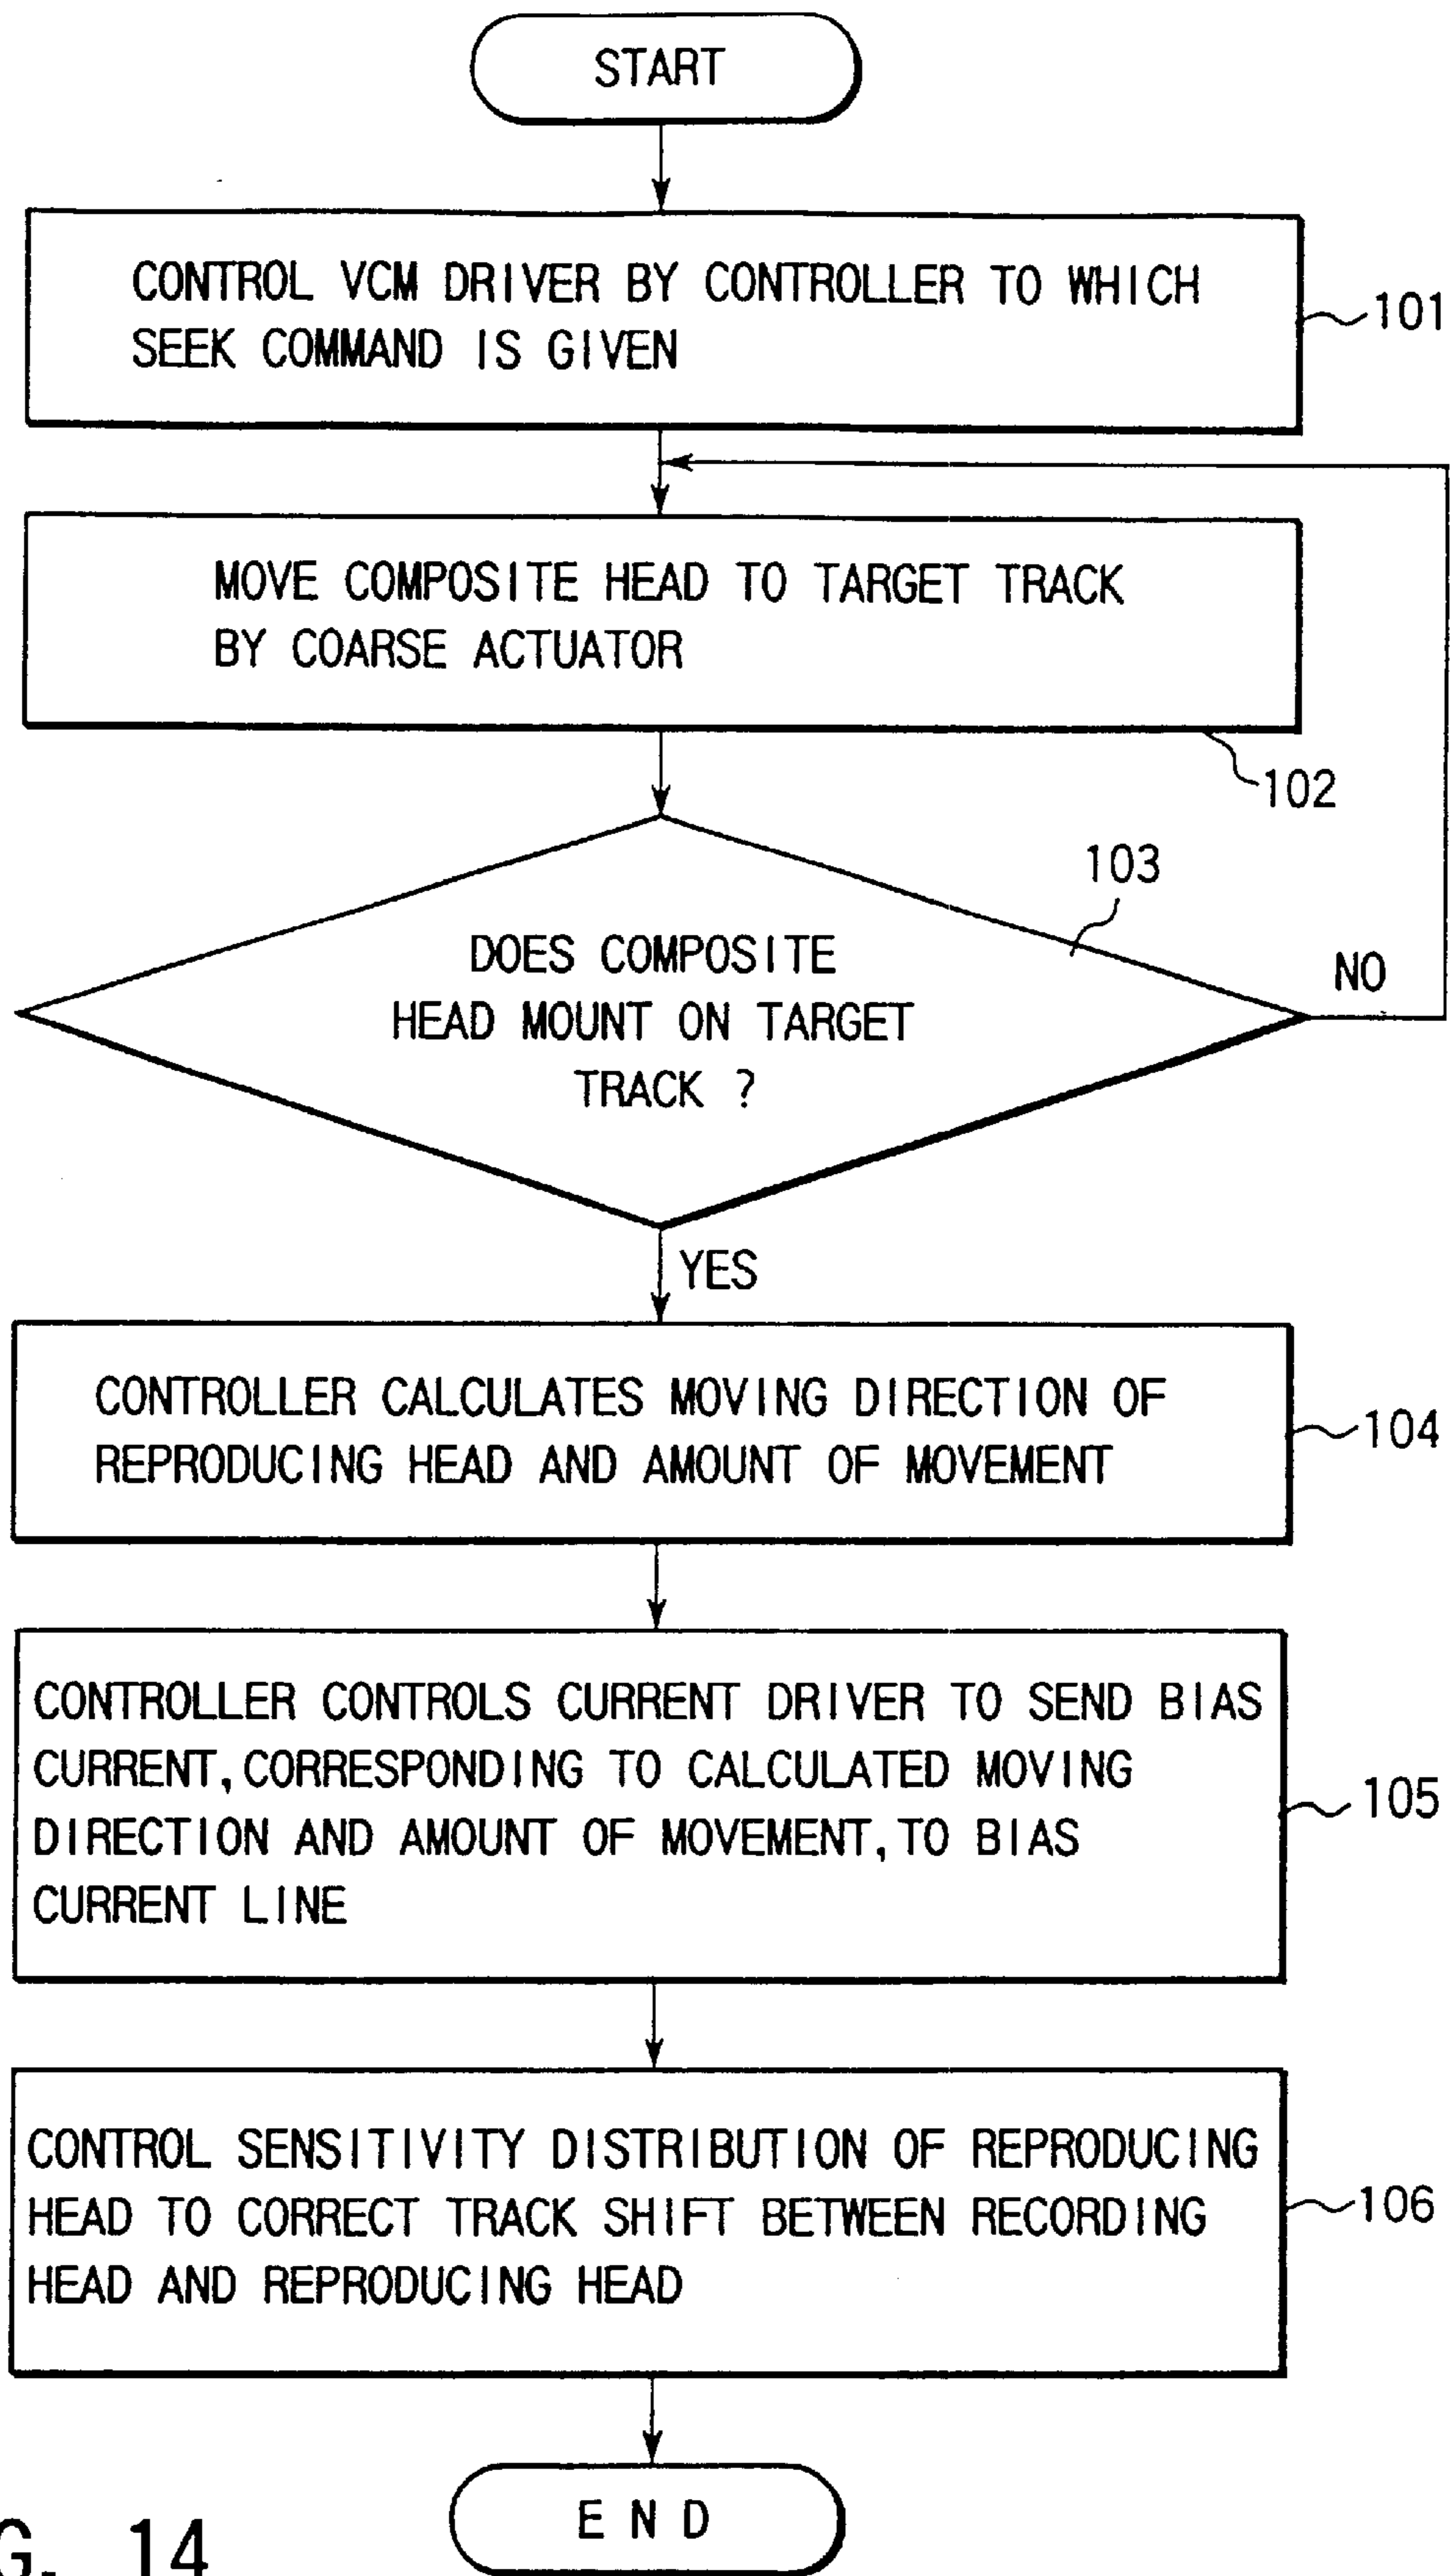 START
CONTROL VCM DRIVER BY CONTROLLER TO WHICH
SEEK COMMAND IS GIVEN
101
MOVE COMPOSITE HEAD TO TARGET TRACK
BY COARSE ACTUATOR
102
103
DOES COMPOSITE
HEAD MOUNT ON TARGET
TRACK ?
NO
YES
CONTROLLER CALCULATES MOVING DIRECTION OF
REPRODUCING HEAD AND AMOUNT OF MOVEMENT
104
CONTROLLER CONTROLS CURRENT DRIVER TO SEND BIAS
CURRENT, CORRESPONDING TO CALCULATED MOVING
DIRECTION AND AMOUNT OF MOVEMENT, TO BIAS
CURRENT LINE
105
CONTROL SENSITIVITY DISTRIBUTION OF REPRODUCING
HEAD TO CORRECT TRACK SHIFT BETWEEN RECORDING
HEAD AND REPRODUCING HEAD
106
END
G. 14